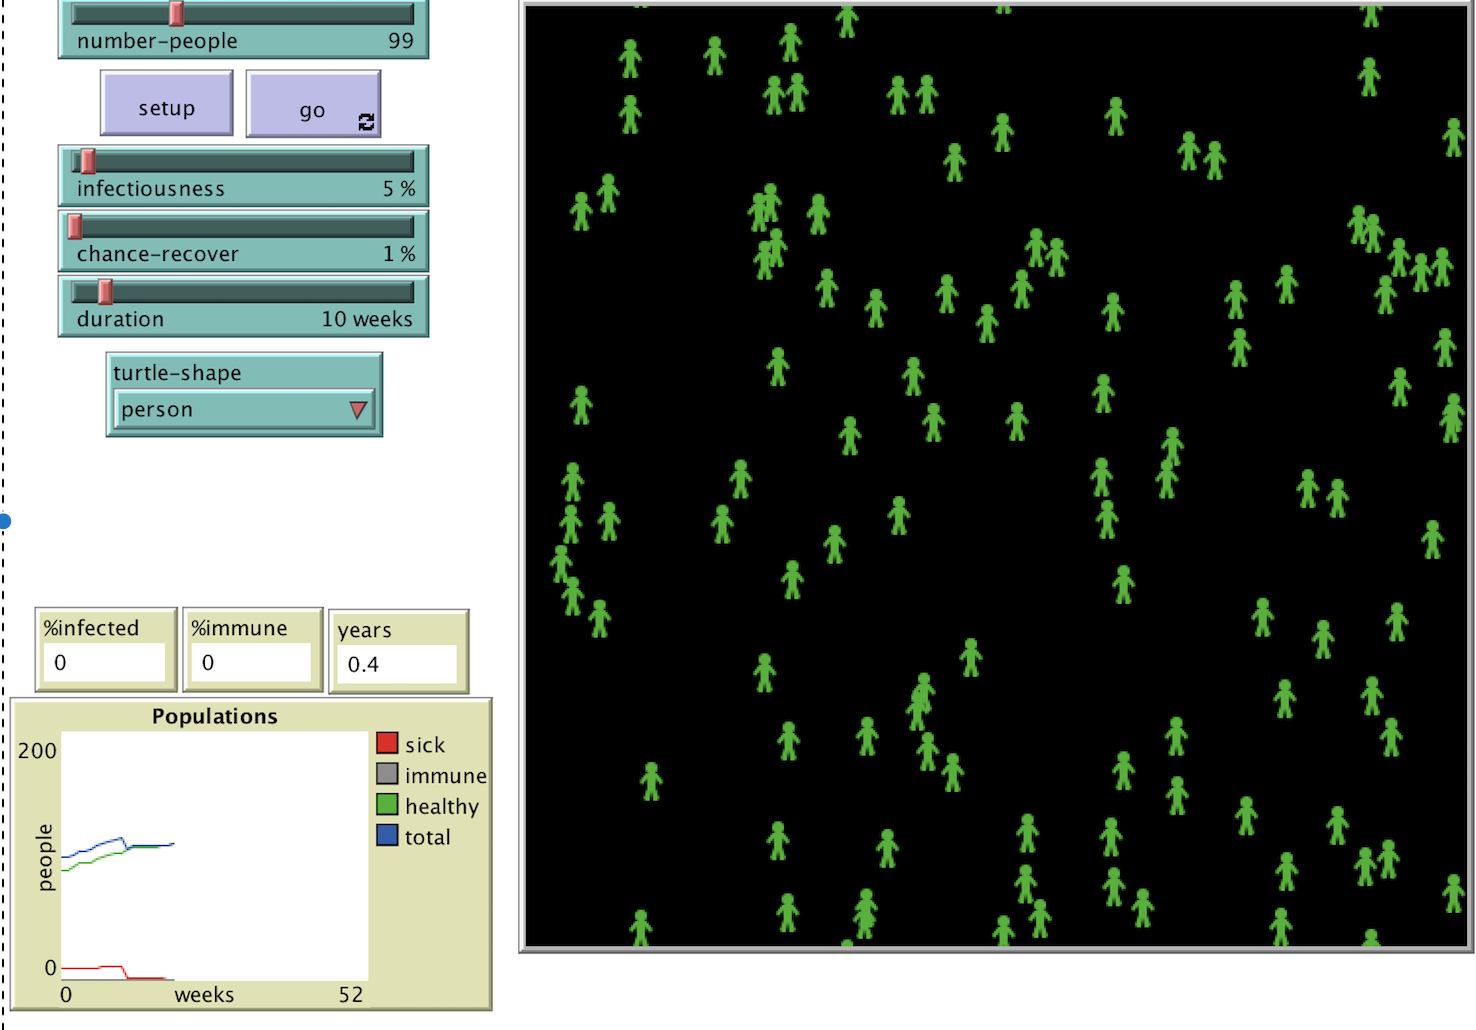 number-people 99
setup
go
infectiousness 5 %
chance-recover 1 %
duration 10 weeks
turtle-shape
person
%infected
0
%immune
0
years
0.4
Populations
200
people
0
0 weeks 52
sick
immune
healthy
total